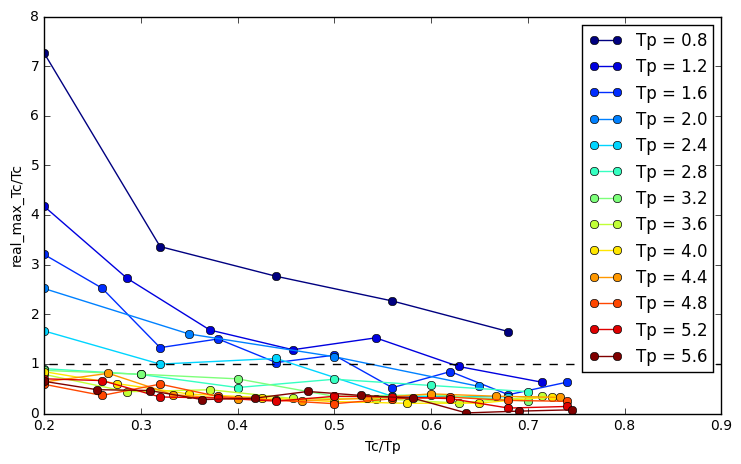 8
7
6
5
4
3
2
1
0
real_max_Tc/Tc
0.2 0.3 0.4 0.5 0.6 0.7 0.8 0.9
Tc/Tp
Tp = 0.8
Tp = 1.2
Tp = 1.6
Tp = 2.0
Tp = 2.4
Tp = 2.8
Tp = 3.2
Tp = 3.6
Tp = 4.0
Tp = 4.4
Tp = 4.8
Tp = 5.2
Tp = 5.6